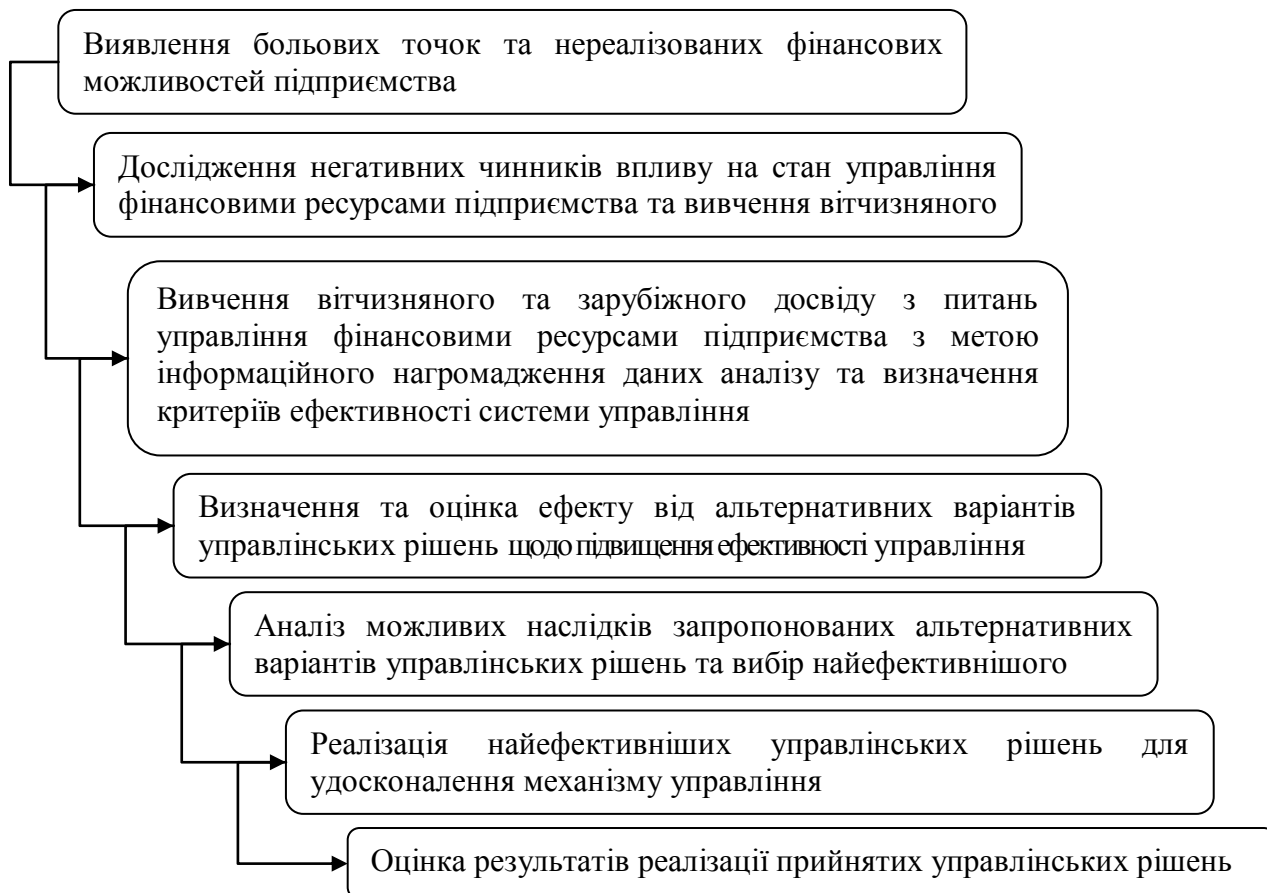 Виявлення больових точок та нереалізованих фінансових
можливостей підприємства
Дослідження негативних чинників впливу на стан управління
фінансовими ресурсами підприємства та вивчення вітчизняного
Вивчення вітчизняного та зарубіжного досвіду з питань
управління фінансовими ресурсами підприємства з метою
інформаційного нагромадження даних аналізу та визначення
критеріїв ефективності системи управління
Визначення та оцінка ефекту від альтернативних варіантів
управлінських рішень щодо підвищення ефективності управління
Аналіз можливих наслідків запропонованих альтернативних
варіантів управлінських рішень та вибір найефективнішого
Реалізація найефективніших управлінських рішень для
удосконалення механізму управління
Оцінка результатів реалізації прийнятих управлінських рішень